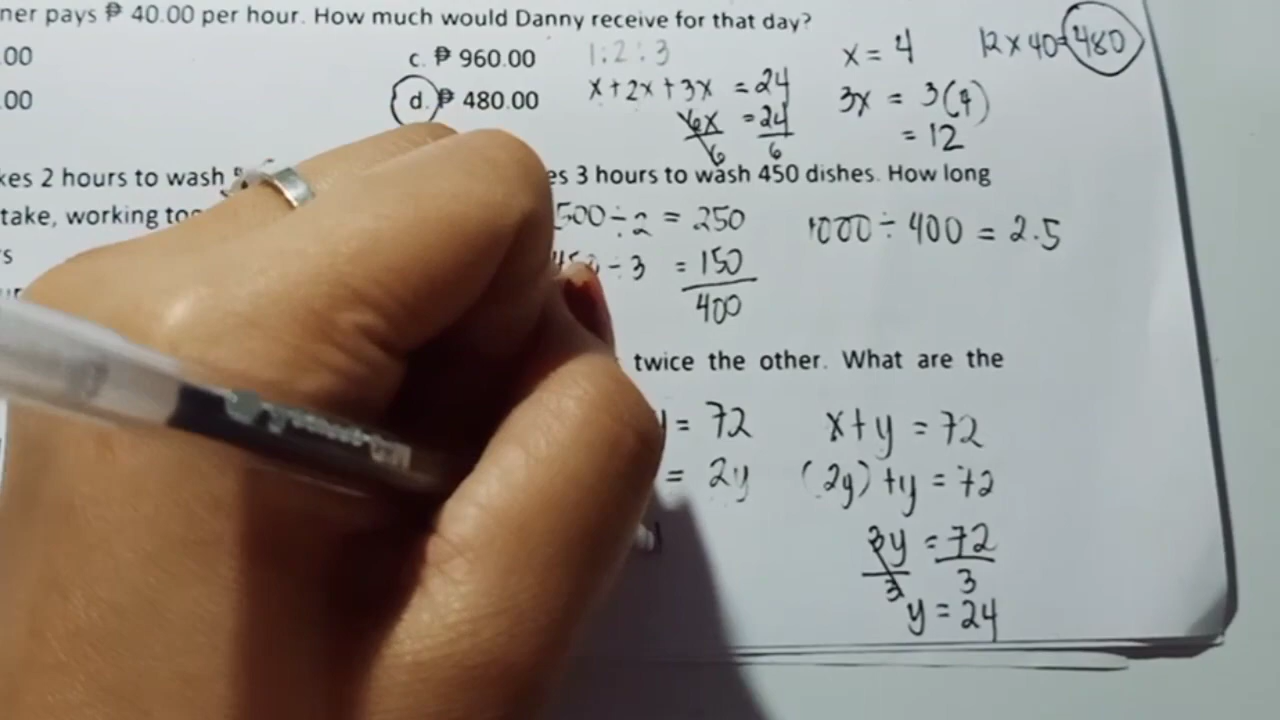 ner pays ₱ 40.00 per hour. How much would Danny receive for that day?
00 c. ₱ 960.00
00 d. ₱ 480.00
1:2:3
x + 2x + 3x = 24
6x = 24
6 6
x = 4
3x = 3(4)
= 12
12 x 40 = 480
kes 2 hours to wash es 3 hours to wash 450 dishes. How long
take, working
s
500 ÷ 2 = 250
450 ÷ 3 = 150
400
1000 ÷ 400 = 2.5
twice the other. What are the
= 72
= 2y
x + y = 72
(2y) + y = 72
3y = 72
3 3
y = 24